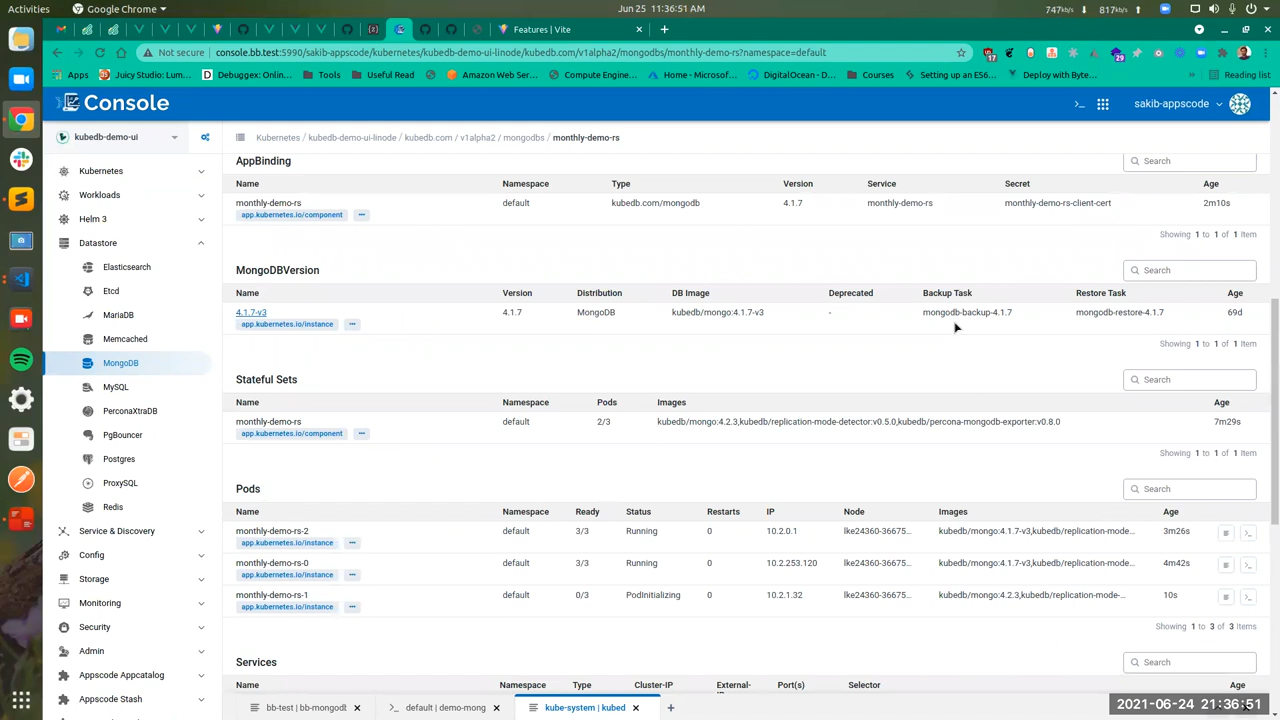 Activities
Google Chrome
Jun 25 11:36:51 AM
747kb/s
217kb/s
Features | Vite
Not secure
console.bb.test:5990/sakib-appscode/kubernetes/kubedb-demo-ui-linode/kubedb.com/v1alpha2/mongodbs/monthly-demo-rs?namespace=default
17
29
Apps
Juicy Studio: Lum...
Debuggex: Onlin...
Tools
Useful Read
Amazon Web Ser...
Compute Engine...
Home - Microsof...
DigitalOcean - D...
Courses
Setting up an ES6...
Deploy with Byte...
Reading list
Console
sakib-appscode
kubedb-demo-ui
Kubernetes / kubedb-demo-ui-linode / kubedb.com / v1alpha2 / mongodbs / monthly-demo-rs
Kubernetes
Workloads
Helm 3
Datastore
Elasticsearch
Etcd
MariaDB
Memcached
MongoDB
MySQL
PerconaXtraDB
PgBouncer
Postgres
ProxySQL
Redis
Service & Discovery
Config
Storage
Monitoring
Security
Admin
Appscode Appcatalog
Appscode Stash
AppBinding
Search
Name Namespace Type Version Service Secret Age
monthly-demo-rs default kubedb.com/mongodb 4.1.7 monthly-demo-rs monthly-demo-rs-client-cert 2m10s
app.kubernetes.io/component ...
Showing 1 to 1 of 1 Item
MongoDBVersion
Search
Name Version Distribution DB Image Deprecated Backup Task Restore Task Age
4.1.7-v3 4.1.7 MongoDB kubedb/mongo:4.1.7-v3 - mongodb-backup-4.1.7 mongodb-restore-4.1.7 69d
app.kubernetes.io/instance ...
Showing 1 to 1 of 1 Item
Stateful Sets
Search
Name Namespace Pods Images Age
monthly-demo-rs default 2/3 kubedb/mongo:4.2.3,kubedb/replication-mode-detector:v0.5.0,kubedb/percona-mongodb-exporter:v0.8.0 7m29s
app.kubernetes.io/component ...
Showing 1 to 1 of 1 Item
Pods
Search
Name Namespace Ready Status Restarts IP Node Images Age
monthly-demo-rs-2 default 3/3 Running 0 10.2.0.1 lke24360-36675... kubedb/mongo:4.1.7-v3,kubedb/replication-mode... 3m26s
app.kubernetes.io/instance ...
monthly-demo-rs-0 default 3/3 Running 0 10.2.253.120 lke24360-36675... kubedb/mongo:4.1.7-v3,kubedb/replication-mode... 4m42s
app.kubernetes.io/instance ...
monthly-demo-rs-1 default 0/3 PodInitializing 0 10.2.1.32 lke24360-36675... kubedb/mongo:4.2.3,kubedb/replication-mode-... 10s
app.kubernetes.io/instance ...
Showing 1 to 3 of 3 Items
Services
Search
Name Namespace Type Cluster-IP External- Port(s) Selector Age
bb-test | bb-mongodb
default | demo-mong
kube-system | kubed
2021-06-24 21:36:51